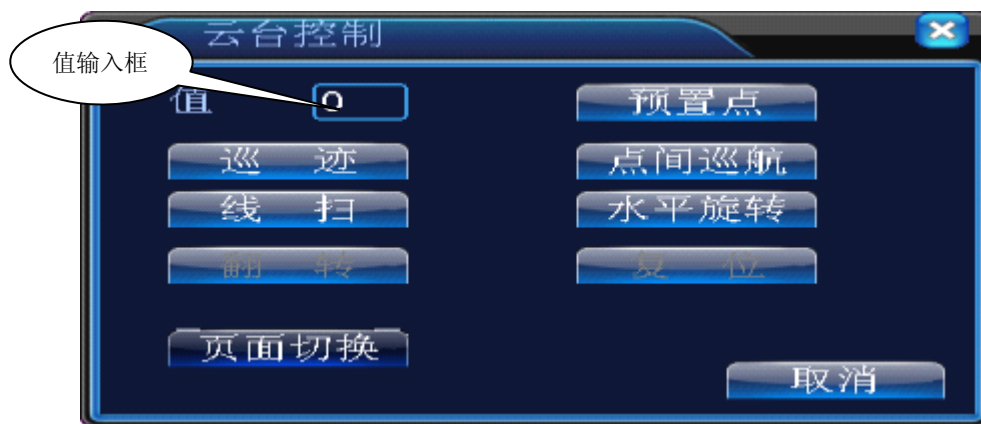 云台控制
值输入框
值 0
预置点
巡 迹
点间巡航
线 扫
水平旋转
翻 转
复 位
页面切换
取消